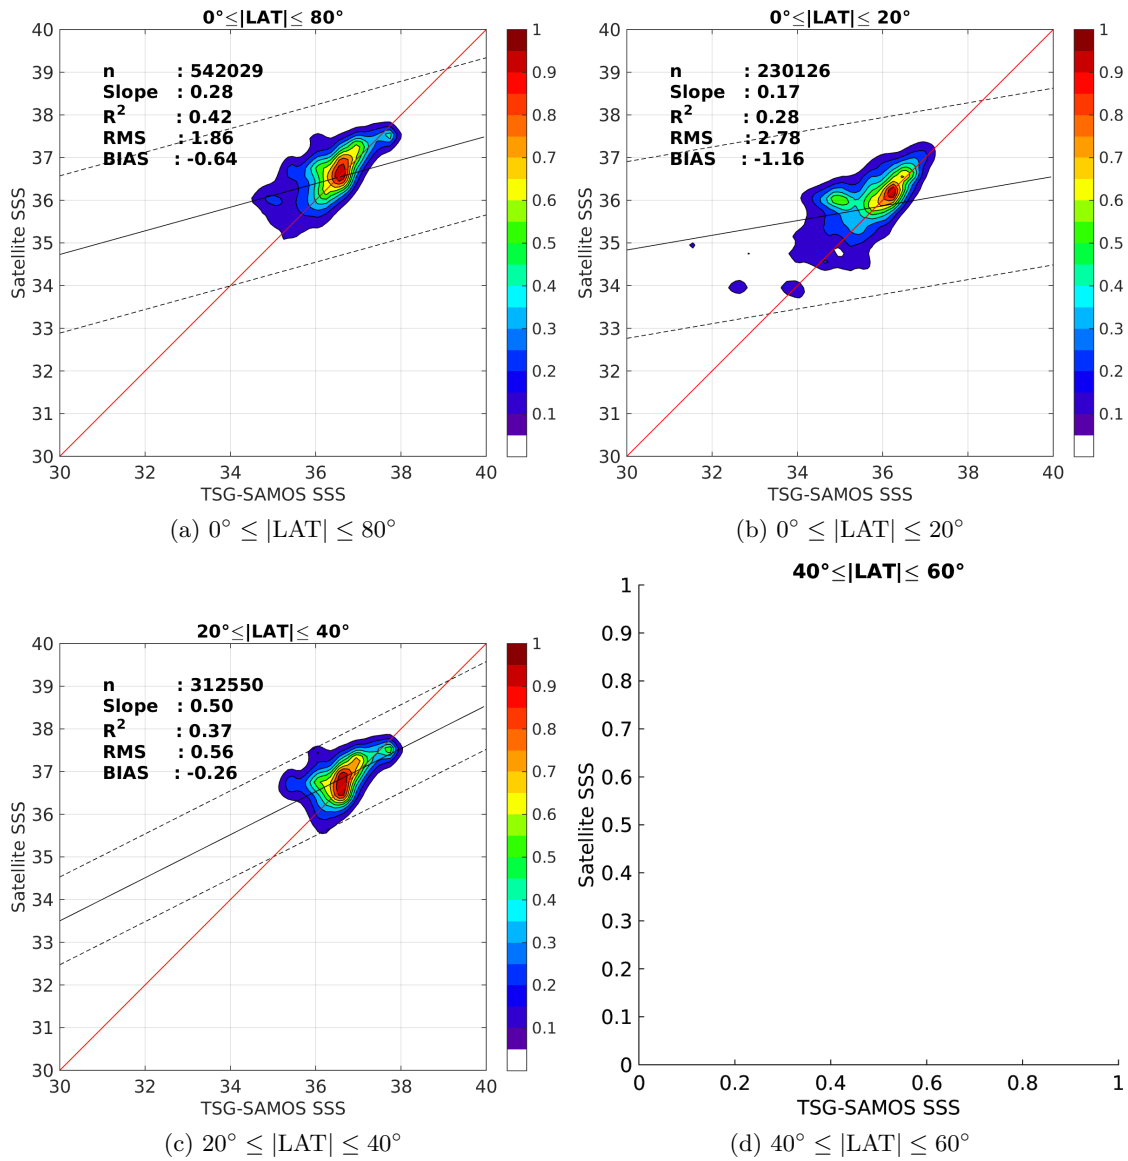 0°≤|LAT|≤ 80°
40
39
38
37
36
35
34
33
32
31
30
n : 542029
Slope : 0.28
R² : 0.42
RMS : 1.86
BIAS : -0.64
Satellite SSS
30 32 34 36 38 40
TSG-SAMOS SSS
1
0.9
0.8
0.7
0.6
0.5
0.4
0.3
0.2
0.1
(a) 0° ≤ |LAT| ≤ 80°
0°≤|LAT|≤ 20°
40
39
38
37
36
35
34
33
32
31
30
n : 230126
Slope : 0.17
R² : 0.28
RMS : 2.78
BIAS : -1.16
Satellite SSS
30 32 34 36 38 40
TSG-SAMOS SSS
1
0.9
0.8
0.7
0.6
0.5
0.4
0.3
0.2
0.1
(b) 0° ≤ |LAT| ≤ 20°
20°≤|LAT|≤ 40°
40
39
38
37
36
35
34
33
32
31
30
n : 312550
Slope : 0.50
R² : 0.37
RMS : 0.56
BIAS : -0.26
Satellite SSS
30 32 34 36 38 40
TSG-SAMOS SSS
1
0.9
0.8
0.7
0.6
0.5
0.4
0.3
0.2
0.1
(c) 20° ≤ |LAT| ≤ 40°
40°≤|LAT|≤ 60°
1
0.9
0.8
0.7
0.6
0.5
0.4
0.3
0.2
0.1
0
Satellite SSS
0 0.2 0.4 0.6 0.8 1
TSG-SAMOS SSS
(d) 40° ≤ |LAT| ≤ 60°